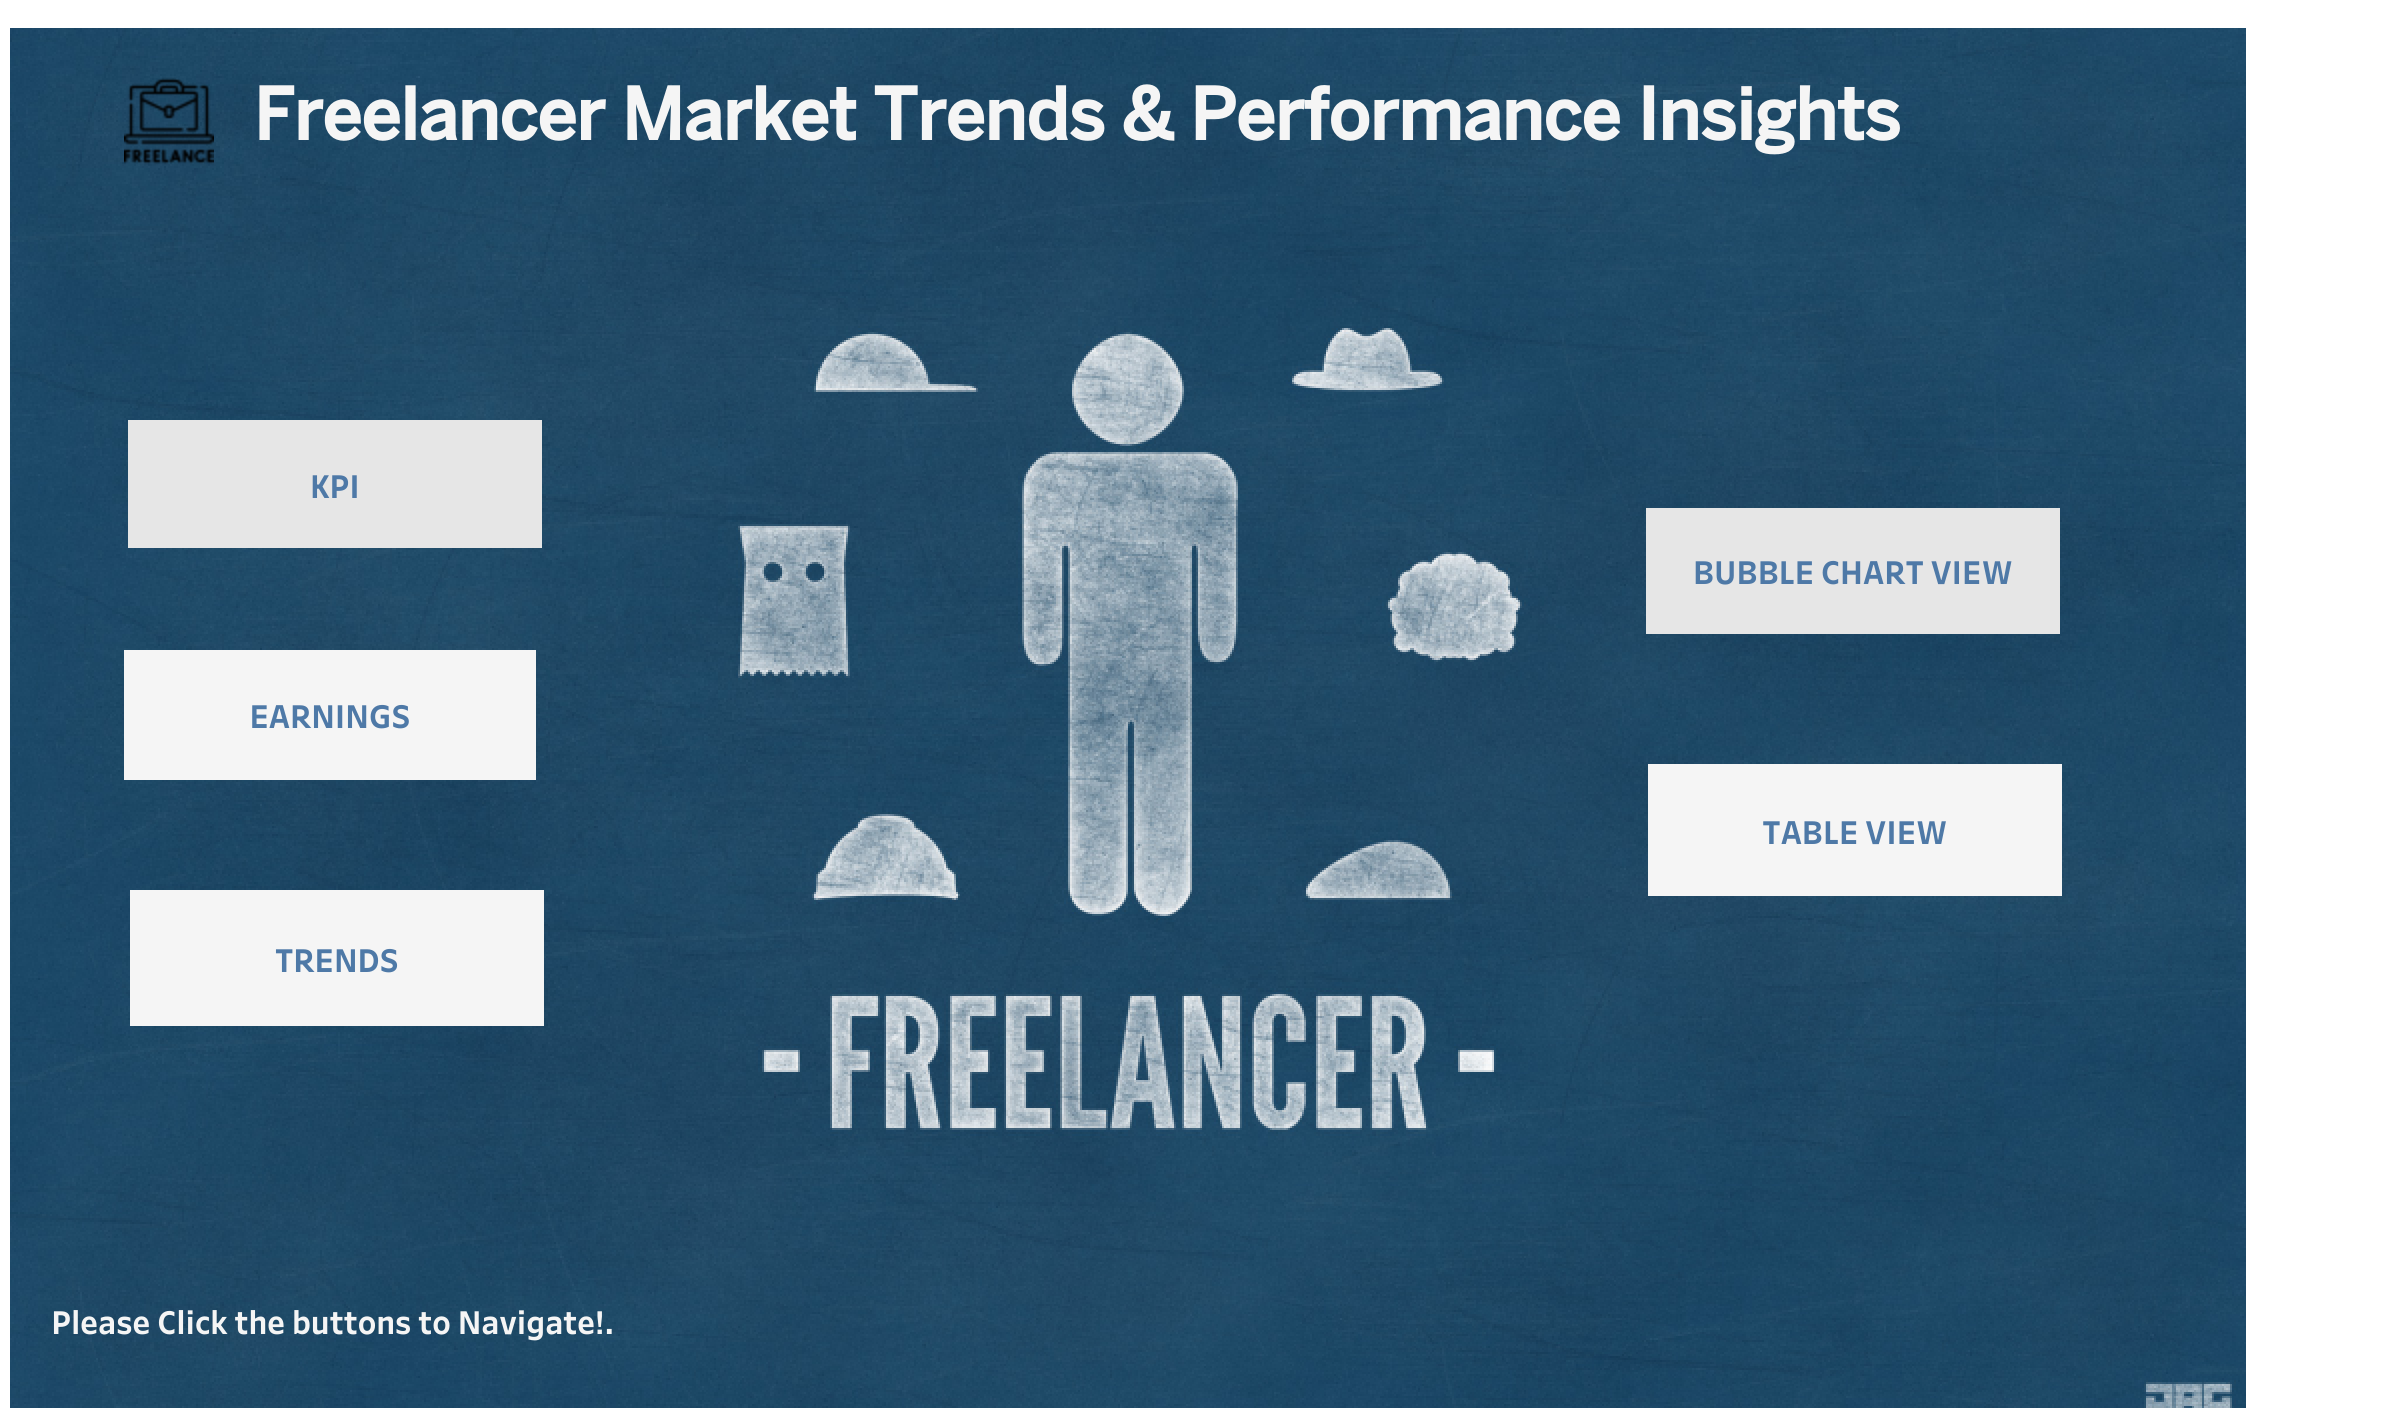 FREELANCE
Freelancer Market Trends & Performance Insights
KPI
BUBBLE CHART VIEW
EARNINGS
TABLE VIEW
TRENDS
- FREELANCER -
Please Click the buttons to Navigate!.